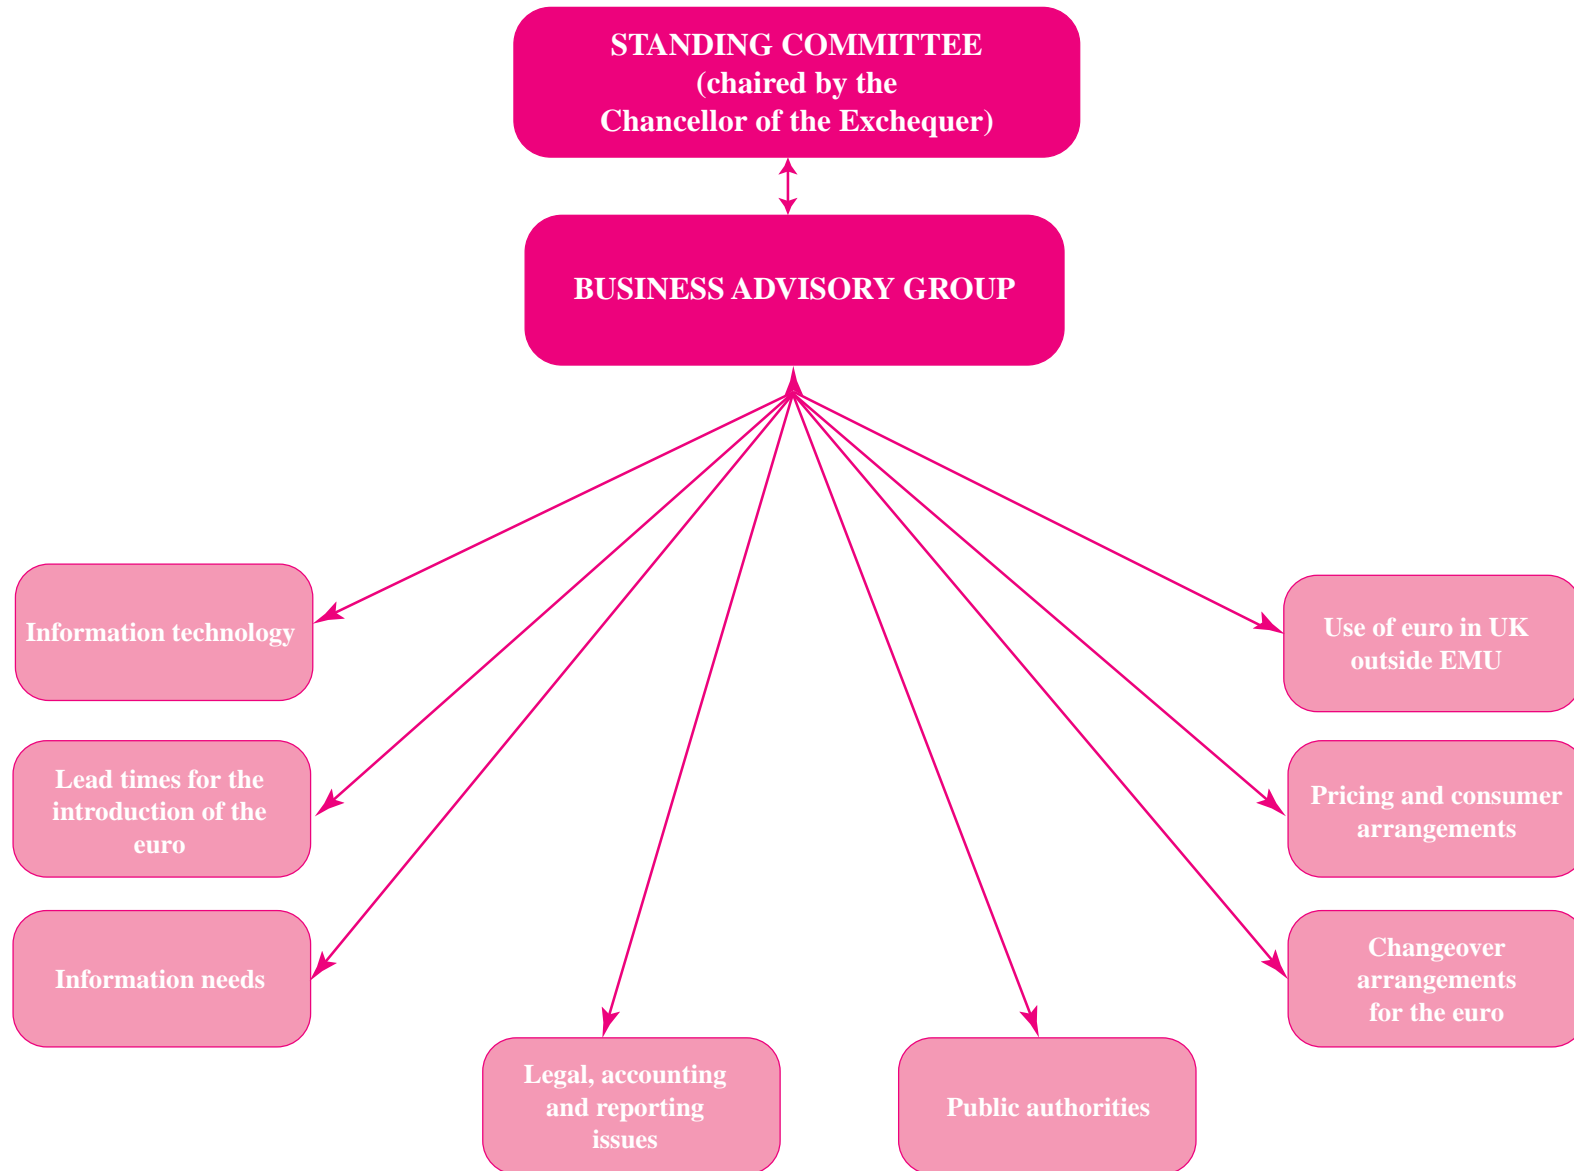 STANDING COMMITTEE
(chaired by the
Chancellor of the Exchequer)
BUSINESS ADVISORY GROUP
Information technology
Use of euro in UK
outside EMU
Lead times for the
introduction of the
euro
Pricing and consumer
arrangements
Information needs
Changeover
arrangements
for the euro
Legal, accounting
and reporting
issues
Public authorities